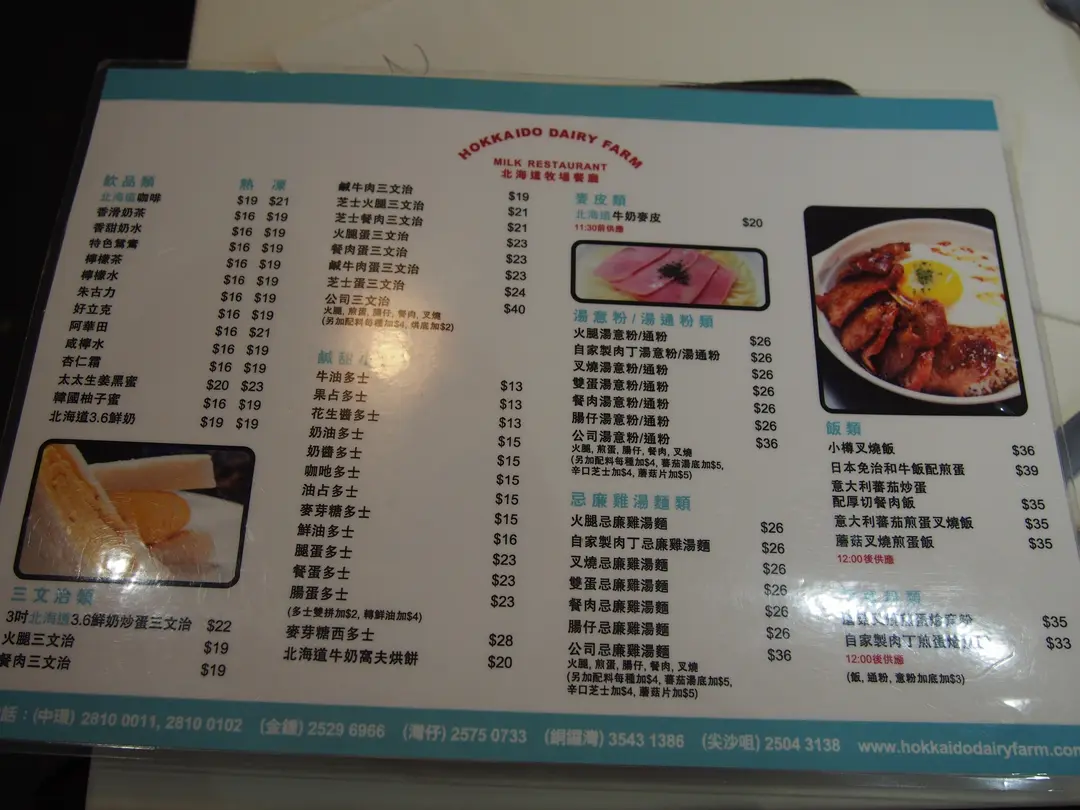 HOKKAIDO DAIRY FARM
MILK RESTAURANT
北海道牧場餐廳
飲品類 熱 凍
北海道咖啡 $19 $21
香滑奶茶 $16 $19
香甜奶水 $16 $19
特色鴛鴦 $16 $19
檸檬茶 $16 $19
檸檬水 $16 $19
朱古力 $16 $19
好立克 $16 $19
阿華田 $16 $21
咸檸水 $16 $19
杏仁霜 $16 $19
太太生姜黑蜜 $20 $23
韓國柚子蜜 $16 $19
北海道3.6鮮奶 $19 $19
三文治類
3吋北海道3.6鮮奶炒蛋三文治 $22
火腿三文治 $19
餐肉三文治 $19
鹹牛肉三文治 $19
芝士火腿三文治 $21
芝士餐肉三文治 $21
火腿蛋三文治 $23
餐肉蛋三文治 $23
鹹牛肉蛋三文治 $23
芝士蛋三文治 $24
公司三文治 $40
火腿, 煎蛋, 腸仔, 餐肉, 叉燒
(另加配料每種加$4, 烘底加$2)
鹹甜
牛油多士 $13
果占多士 $13
花生醬多士 $13
奶油多士 $15
奶醬多士 $15
咖吔多士 $15
油占多士 $15
麥芽糖多士 $15
鮮油多士 $16
腿蛋多士 $23
餐蛋多士 $23
腸蛋多士 $23
(多士雙拼加$2, 轉鮮油加$4)
麥芽糖西多士 $28
北海道牛奶窩夫烘餅 $20
麥皮類
北海道牛奶麥皮 $20
11:30前供應
湯意粉/湯通粉類
火腿湯意粉/通粉 $26
自家製肉丁湯意粉/湯通粉 $26
叉燒湯意粉/通粉 $26
雙蛋湯意粉/通粉 $26
餐肉湯意粉/通粉 $26
腸仔湯意粉/通粉 $26
公司湯意粉/通粉 $36
火腿, 煎蛋, 腸仔, 餐肉, 叉燒
(另加配料每種加$4, 蕃茄湯底加$5,
辛口芝士加$4, 蘑菇片加$5)
忌廉雞湯麵類
火腿忌廉雞湯麵 $26
自家製肉丁忌廉雞湯麵 $26
叉燒忌廉雞湯麵 $26
雙蛋忌廉雞湯麵 $26
餐肉忌廉雞湯麵 $26
腸仔忌廉雞湯麵 $26
公司忌廉雞湯麵 $36
火腿, 煎蛋, 腸仔, 餐肉, 叉燒
(另加配料每種加$4, 蕃茄湯底加$5,
辛口芝士加$4, 蘑菇片加$5)
飯類
小樽叉燒飯 $36
日本免治和牛飯配煎蛋 $39
意大利蕃茄炒蛋
配厚切餐肉飯 $35
意大利蕃茄煎蛋叉燒飯 $35
蘑菇叉燒煎蛋飯 $35
12:00後供應
$35
自家製肉丁煎蛋 $33
12:00後供應
(飯, 通粉, 意粉加底加$3)
話：(中環) 2810 0011, 2810 0102 (金鐘) 2529 6966 (灣仔) 2575 0733 (銅鑼灣) 3543 1386 (尖沙咀) 2504 3138 www.hokkaidodairyfarm.com